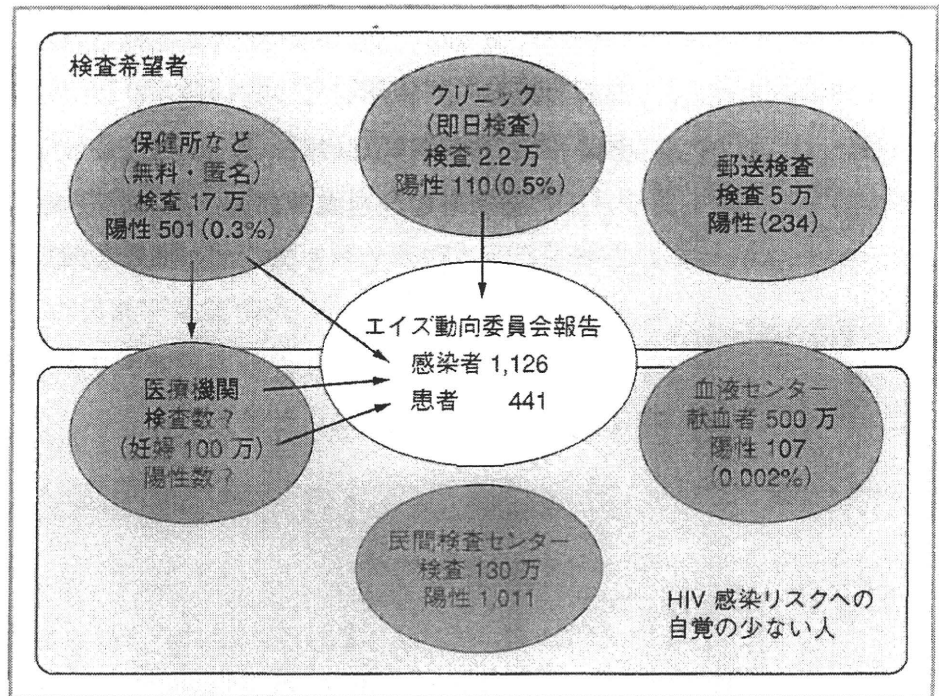 検査希望者
保健所など
(無料・匿名)
検査 17 万
陽性 501(0.3%)
クリニック
(即日検査)
検査 2.2 万
陽性 110(0.5%)
郵送検査
検査 5 万
陽性(234)
エイズ動向委員会報告
感染者 1,126
患者 441
医療機関
検査数？
(妊婦 100 万)
陽性数？
血液センター
献血者 500 万
陽性 107
(0.002%)
民間検査センター
検査 130 万
陽性 1,011
HIV 感染リスクへの
自覚の少ない人